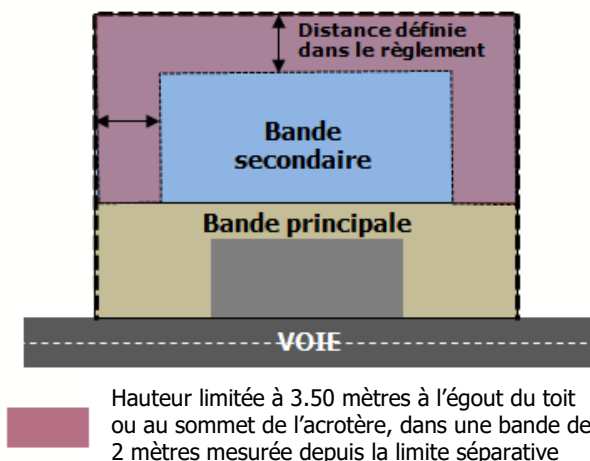 Distance définie
dans le règlement
Bande
secondaire
Bande principale
VOIE
Hauteur limitée à 3.50 mètres à l’égout du toit
ou au sommet de l’acrotère, dans une bande de
2 mètres mesurée depuis la limite séparative